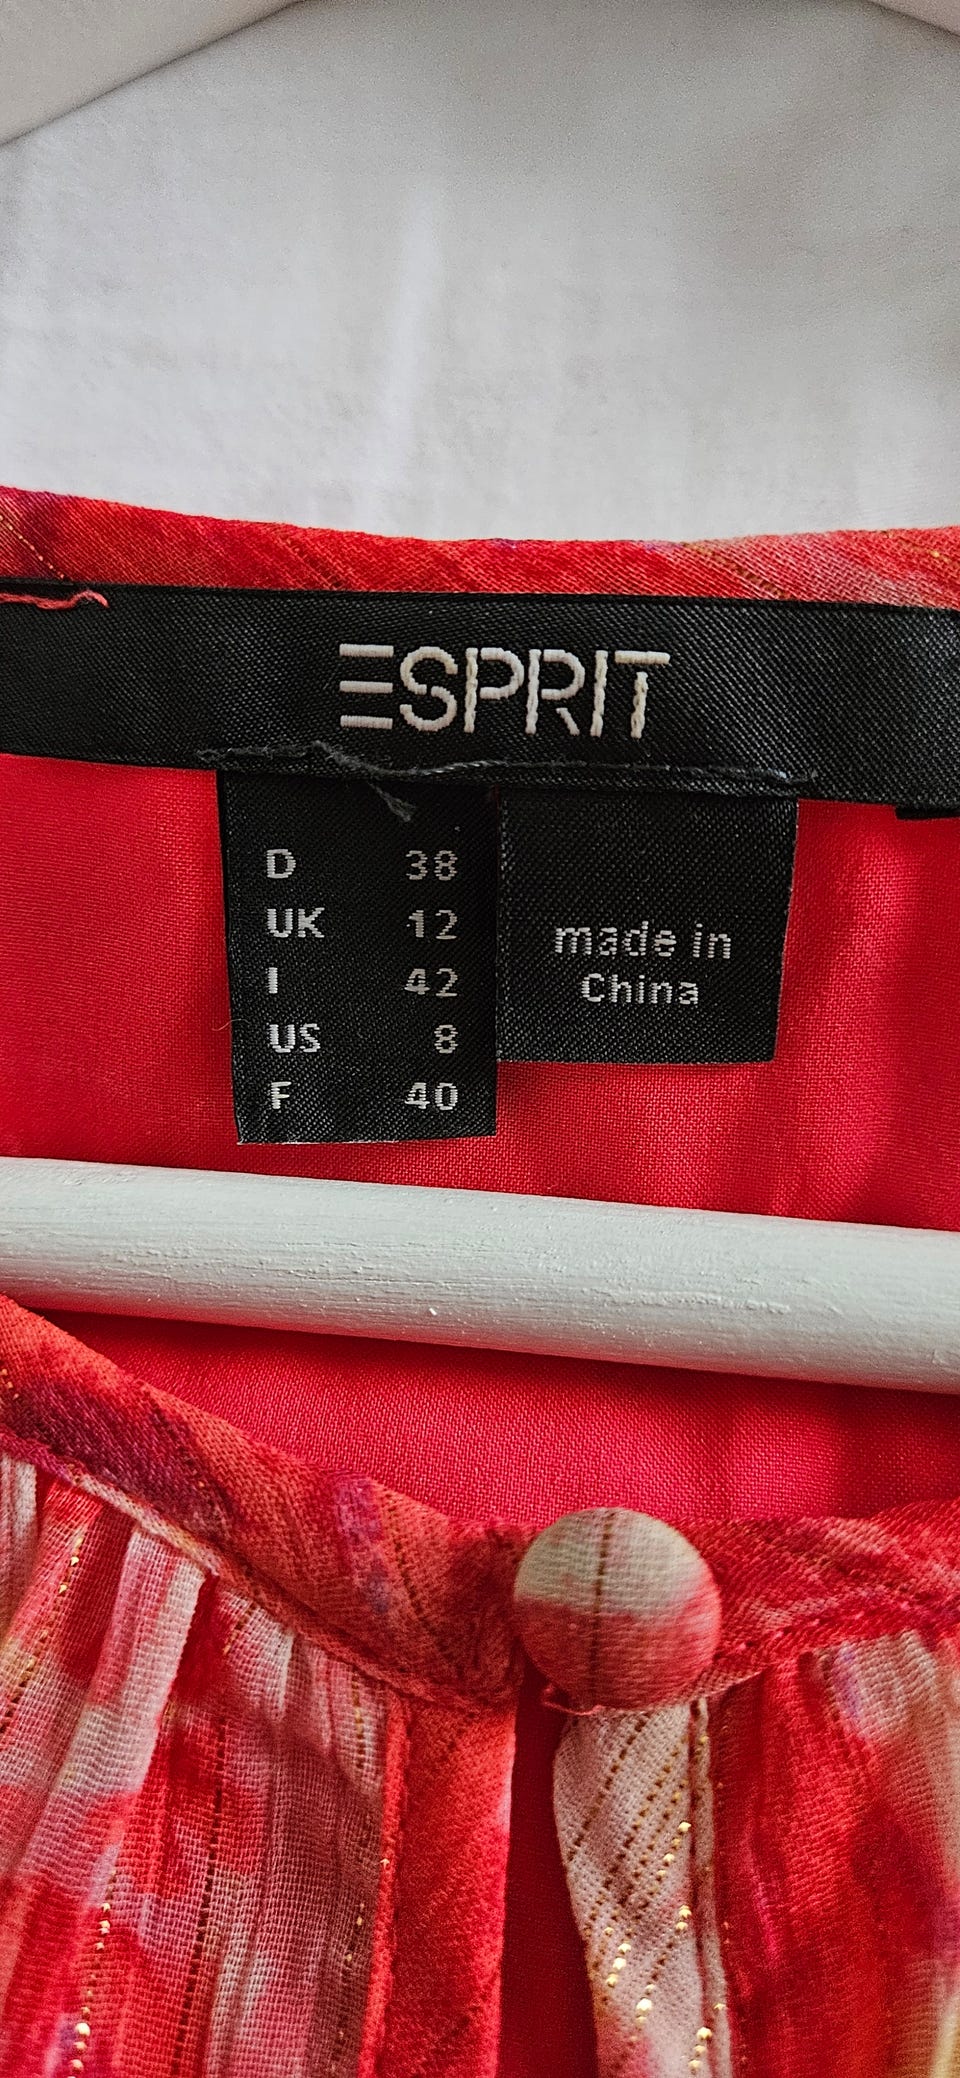 ESPRIT
D 38
UK 12
I 42
US 8
F 40
made in
China